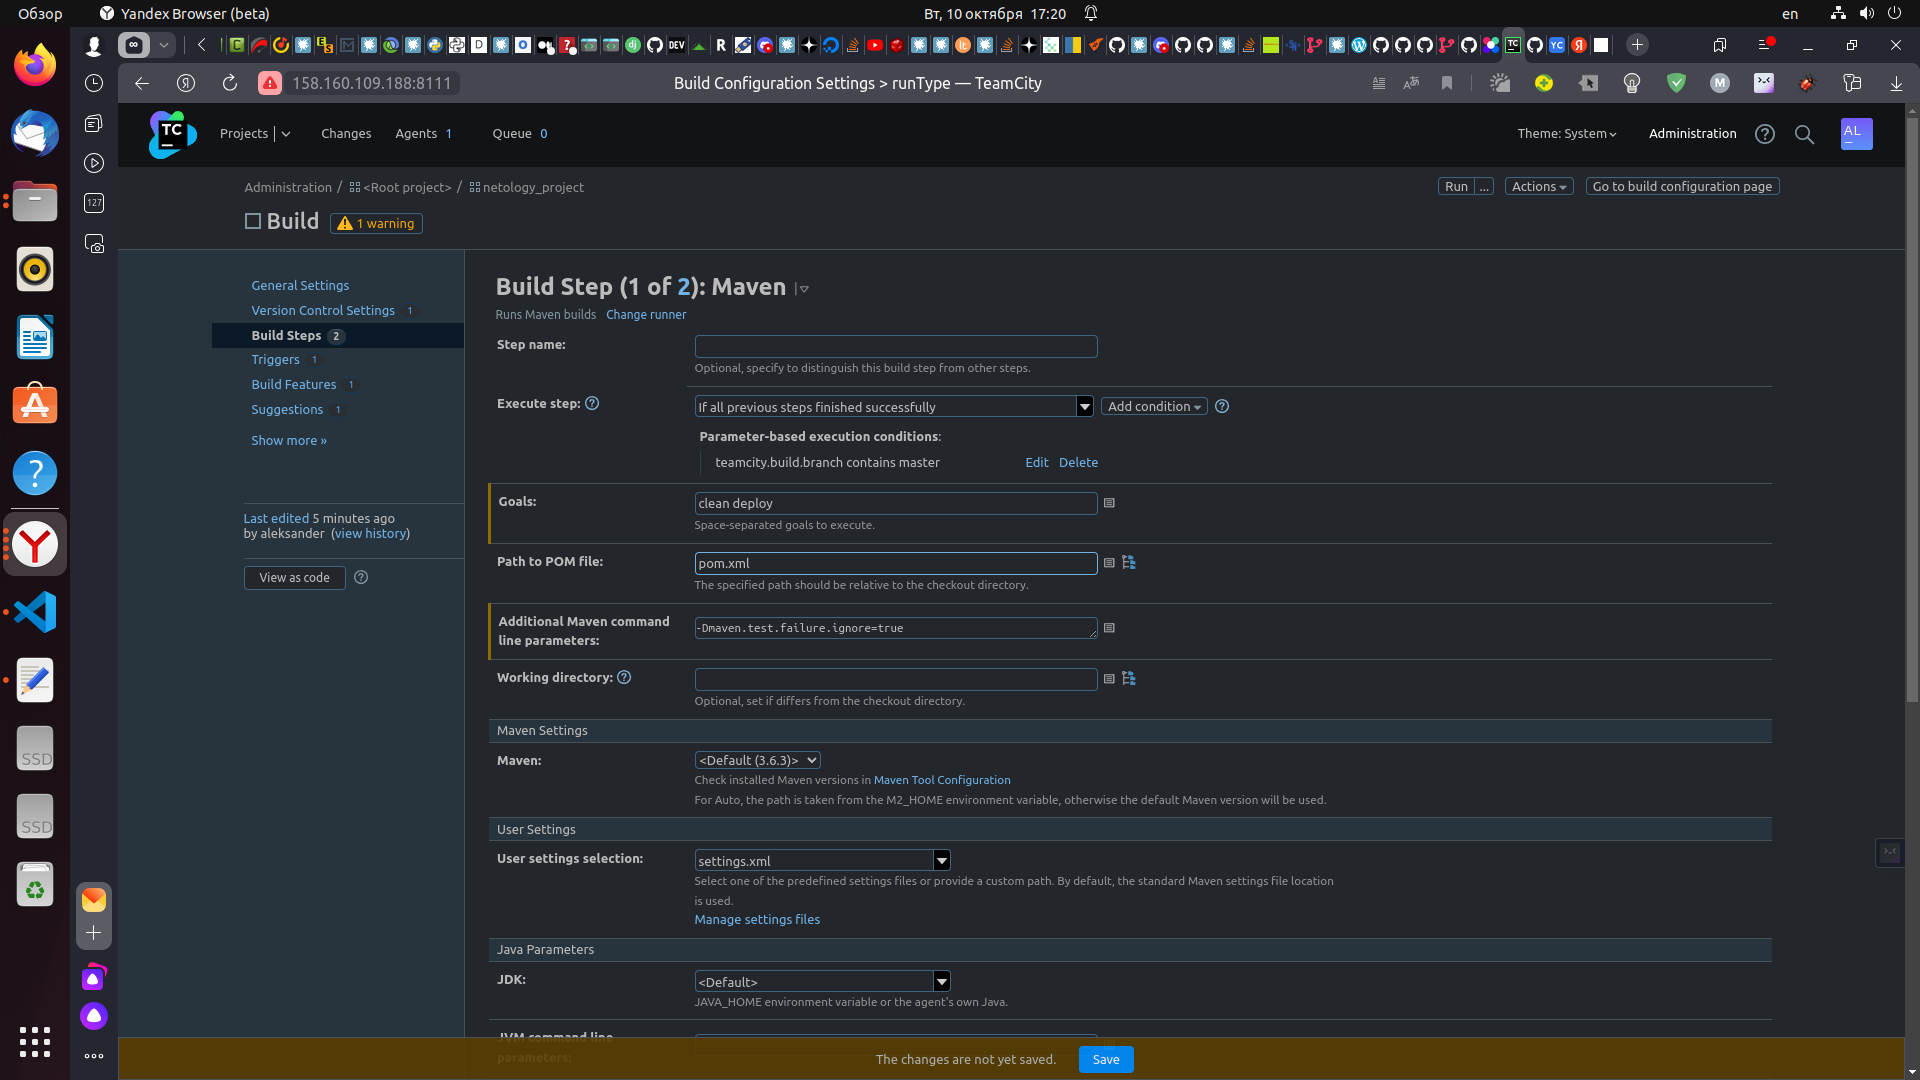 Обзор
Yandex Browser (beta)
Вт, 10 октября 17:20
en
158.160.109.188:8111
Build Configuration Settings > runType — TeamCity
TC
Projects
Changes
Agents 1
Queue 0
Theme: System
Administration
AL
Administration / <Root project> / netology_project
Run ...
Actions
Go to build configuration page
Build
1 warning
127
General Settings
Version Control Settings 1
Build Steps 2
Triggers 1
Build Features 1
Suggestions 1
Show more »
Last edited 5 minutes ago
by aleksander (view history)
View as code
Build Step (1 of 2): Maven
Runs Maven builds Change runner
Step name:
Optional, specify to distinguish this build step from other steps.
Execute step:
If all previous steps finished successfully
Add condition
Parameter-based execution conditions:
teamcity.build.branch contains master
Edit Delete
Goals:
clean deploy
Space-separated goals to execute.
Path to POM file:
pom.xml
The specified path should be relative to the checkout directory.
Additional Maven command line parameters:
-Dmaven.test.failure.ignore=true
Working directory:
Optional, set if differs from the checkout directory.
Maven Settings
Maven:
<Default (3.6.3)>
Check installed Maven versions in Maven Tool Configuration
For Auto, the path is taken from the M2_HOME environment variable, otherwise the default Maven version will be used.
User Settings
User settings selection:
settings.xml
Select one of the predefined settings files or provide a custom path. By default, the standard Maven settings file location
is used.
Manage settings files
Java Parameters
JDK:
<Default>
JAVA_HOME environment variable or the agent's own Java.
JVM command line
parameters:
The changes are not yet saved.
Save
SSD
SSD